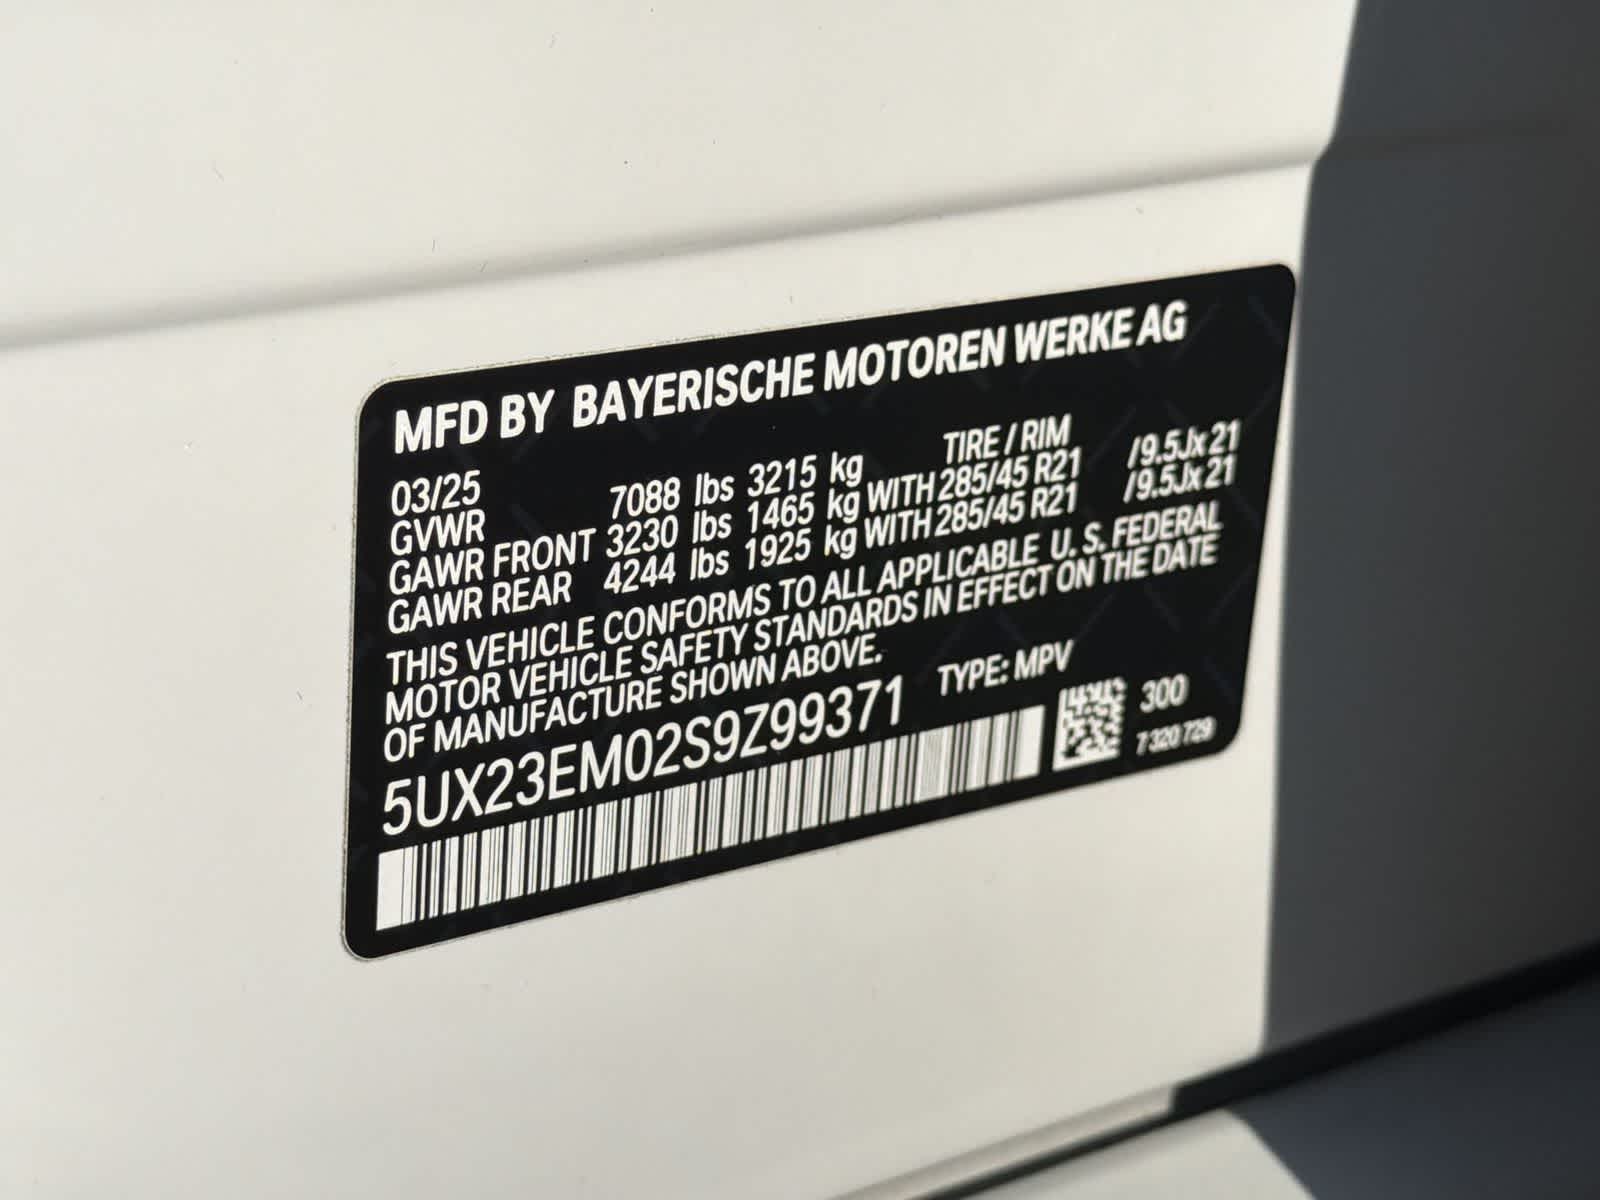 MFD BY BAYERISCHE MOTOREN WERKE AG
03/25 TIRE / RIM
GVWR 7088 lbs 3215 kg
GAWR FRONT 3230 lbs 1465 kg WITH 285/45 R21 /9.5Jx21
GAWR REAR 4244 lbs 1925 kg WITH 285/45 R21 /9.5Jx21
THIS VEHICLE CONFORMS TO ALL APPLICABLE U. S. FEDERAL
MOTOR VEHICLE SAFETY STANDARDS IN EFFECT ON THE DATE
OF MANUFACTURE SHOWN ABOVE.
5UX23EM02S9Z99371 TYPE: MPV
300
7 320 729